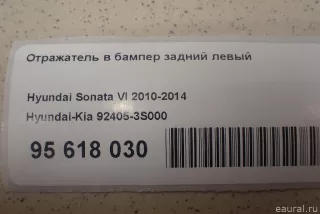 Отражатель в бампер задний левый
Hyundai Sonata VI 2010-2014
Hyundai-Kia 92405-3S000
95 618 030
eaural.ru